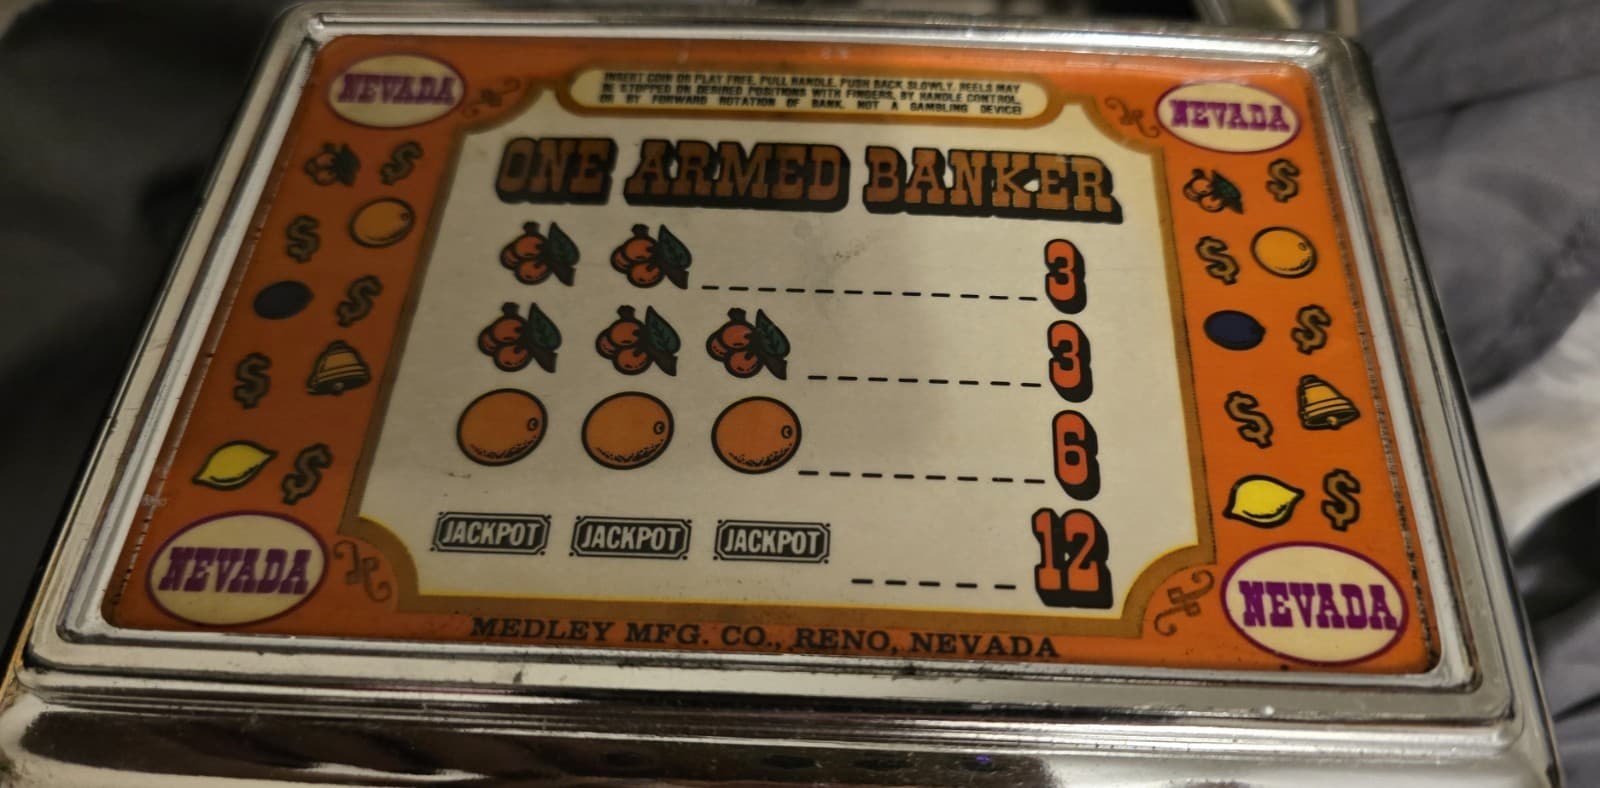 NEVADA
NEVADA
INSERT COIN OR PLAY FREE. PULL HANDLE. PUSH BACK SLOWLY. REELS MAY
BE STOPPED ON DESIRED POSITIONS WITH FINGERS, BY HANDLE CONTROL,
OR BY FORWARD ROTATION OF BANK. NOT A GAMBLING DEVICE!
ONE ARMED BANKER
3
3
6
JACKPOT JACKPOT JACKPOT 12
NEVADA
NEVADA
MEDLEY MFG. CO., RENO, NEVADA